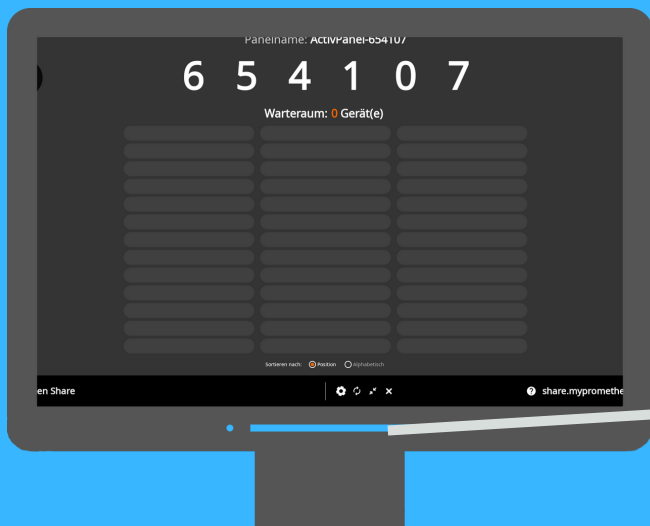 Panelname: ActivPanel-654107
6 5 4 1 0 7
Warteraum: 0 Gerät(e)
Sortieren nach: Position Alphabetisch
en Share
share.promethe